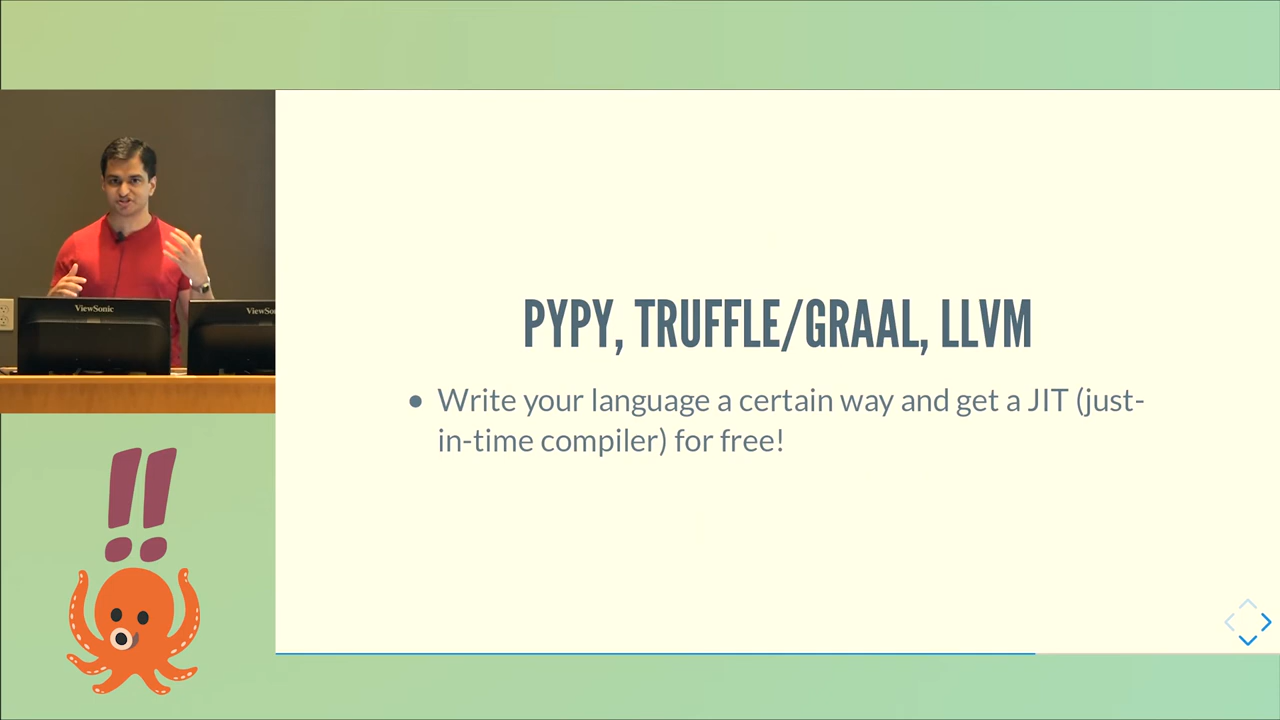 PYPY, TRUFFLE/GRAAL, LLVM
• Write your language a certain way and get a JIT (just-
in-time compiler) for free!
ViewSonic
ViewSo
!!